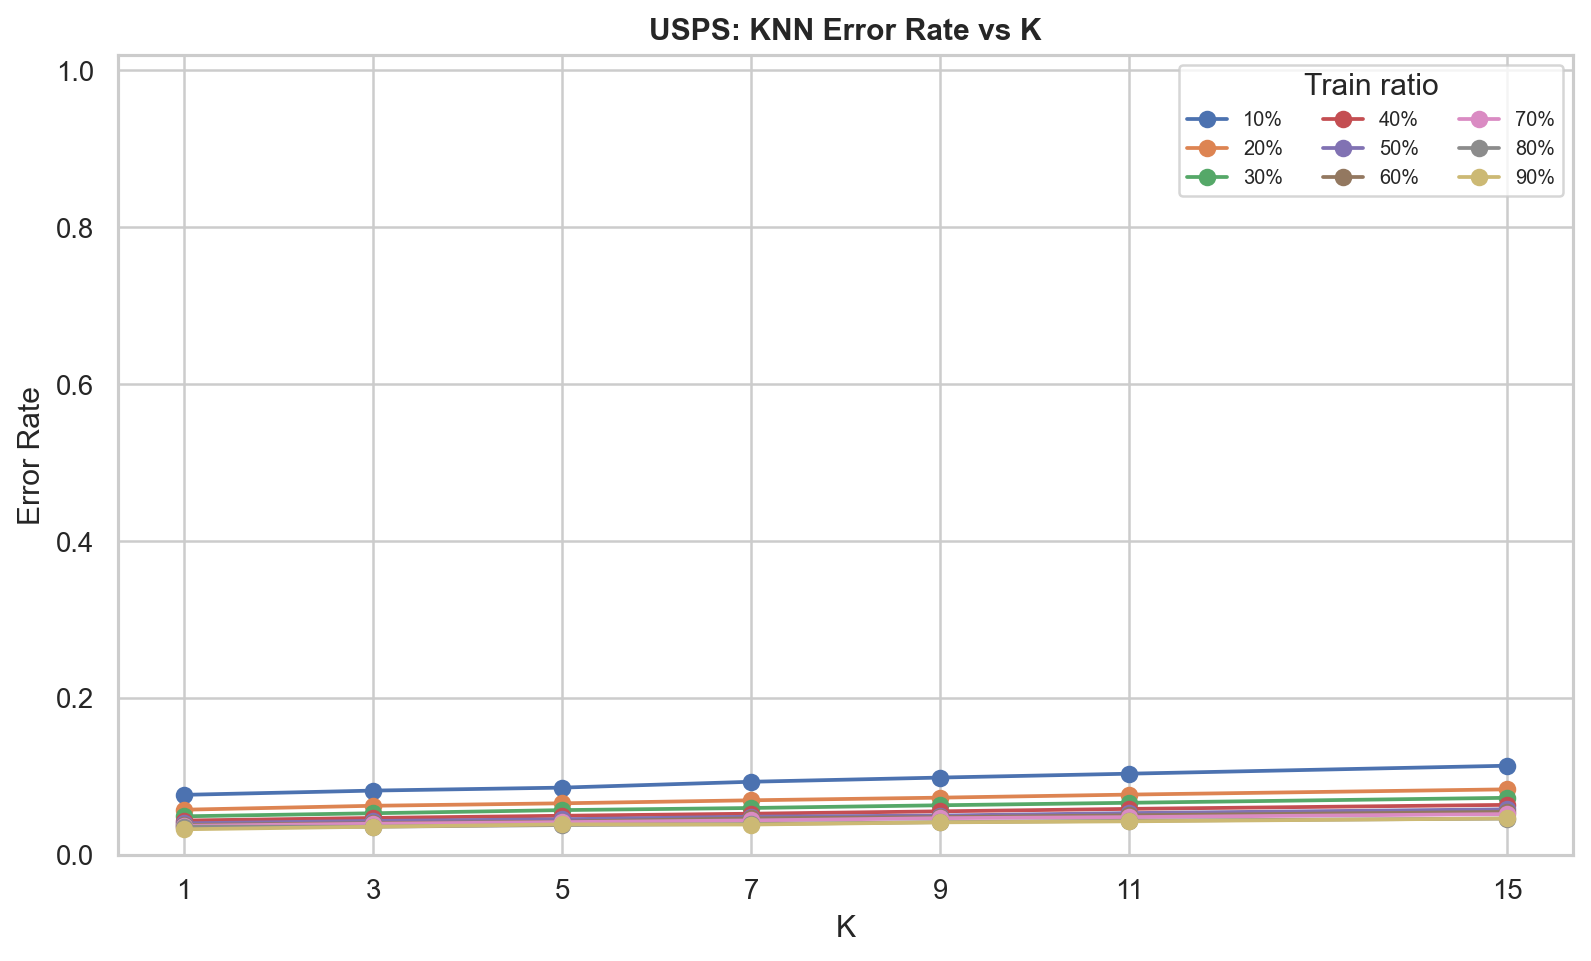 USPS: KNN Error Rate vs K
Train ratio
10% 40% 70%
20% 50% 80%
30% 60% 90%
Error Rate
1.0
0.8
0.6
0.4
0.2
0.0
1 3 5 7 9 11 15
K